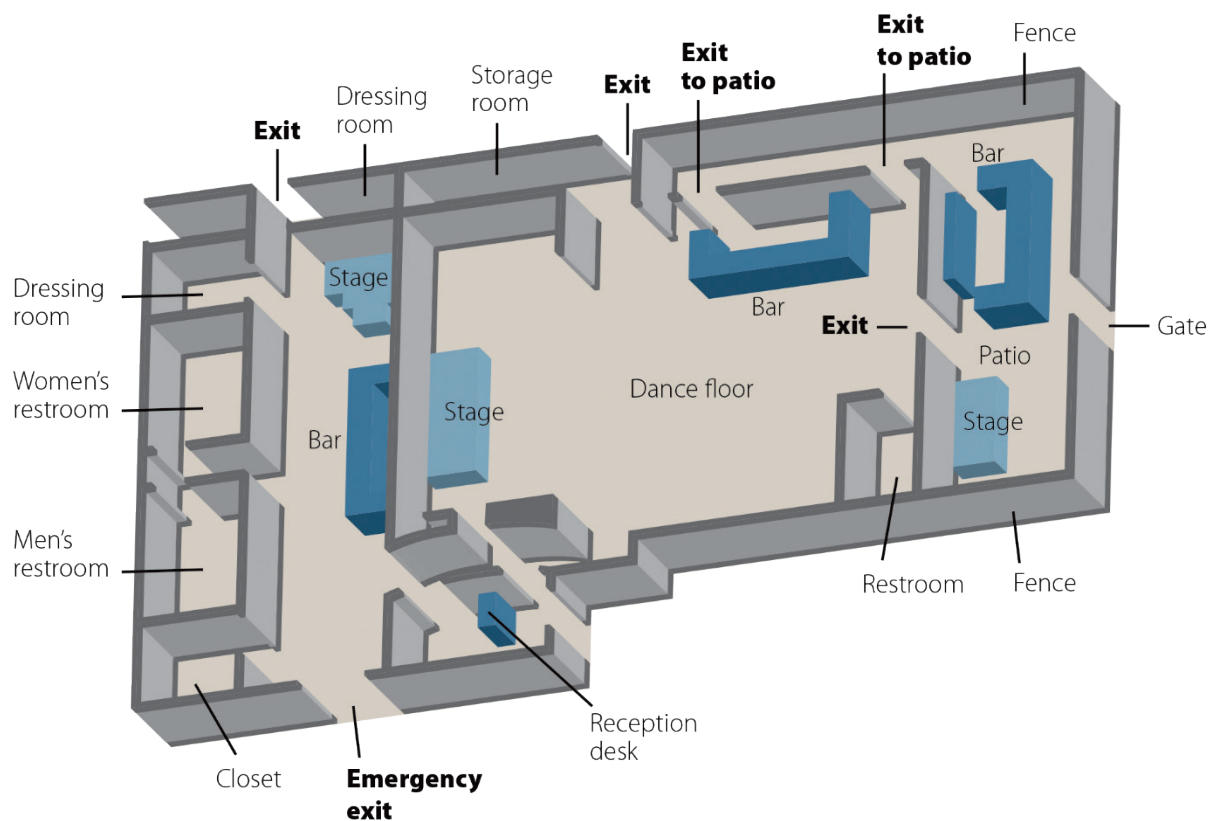 Exit
to patio
Fence
Exit
to patio
Storage
room
Exit
Dressing
room
Exit
Bar
Stage
Dressing
room
Bar
Exit
Gate
Patio
Women’s
restroom
Dance floor
Stage
Stage
Bar
Men’s
restroom
Restroom
Fence
Reception
desk
Closet
Emergency
exit